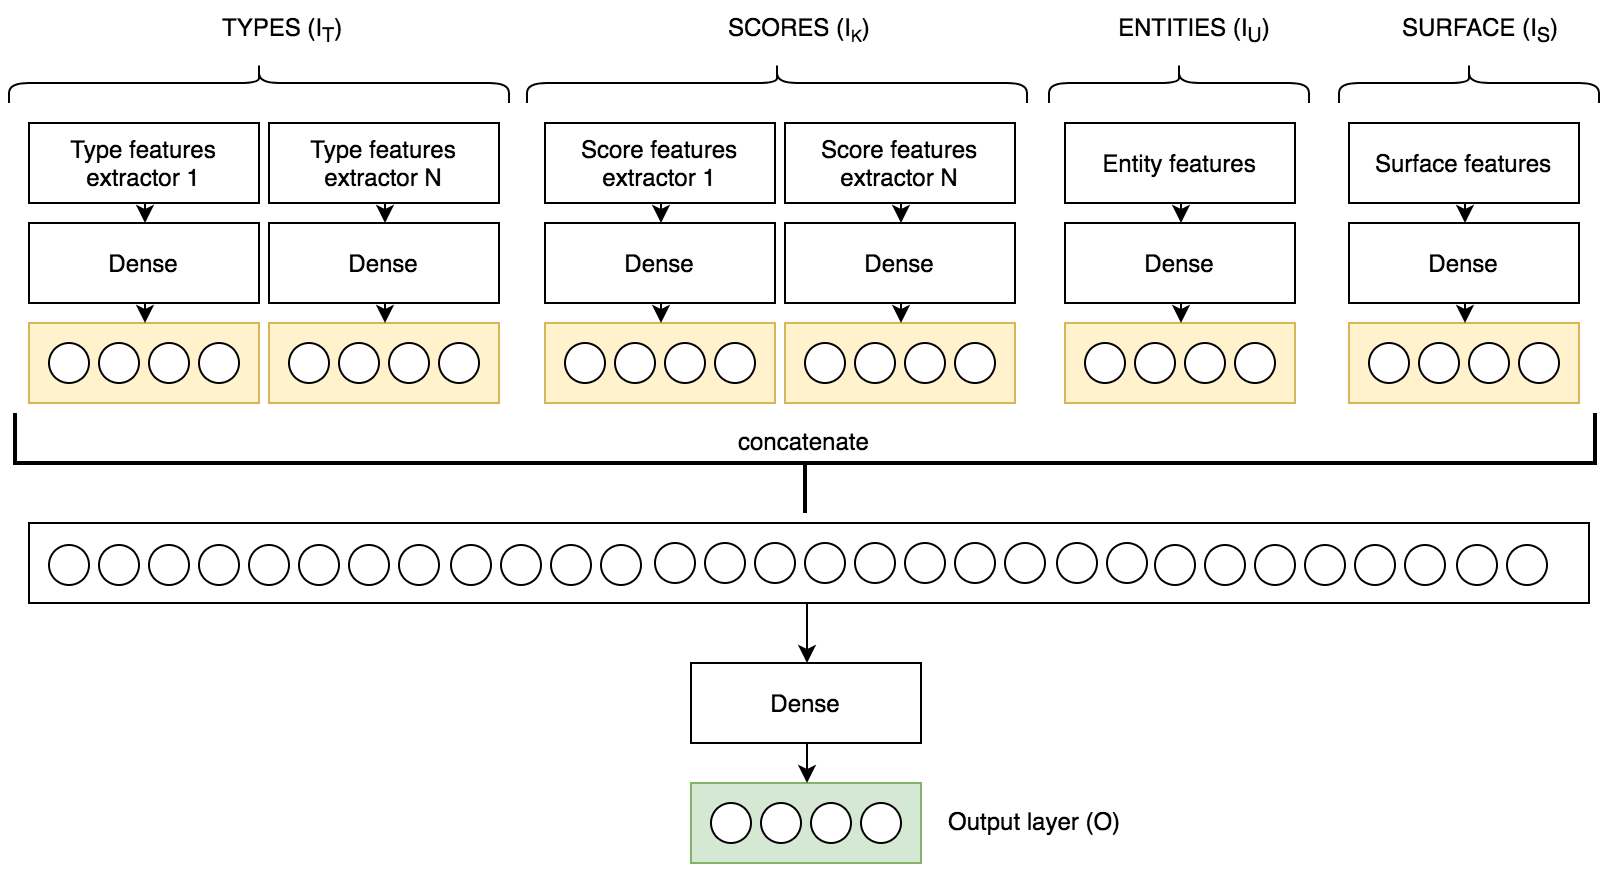 TYPES (I_T)
SCORES (I_K)
ENTITIES (I_U)
SURFACE (I_S)
Type features
extractor 1
Type features
extractor N
Score features
extractor 1
Score features
extractor N
Entity features
Surface features
Dense
Dense
Dense
Dense
Dense
Dense
concatenate
Dense
Output layer (O)